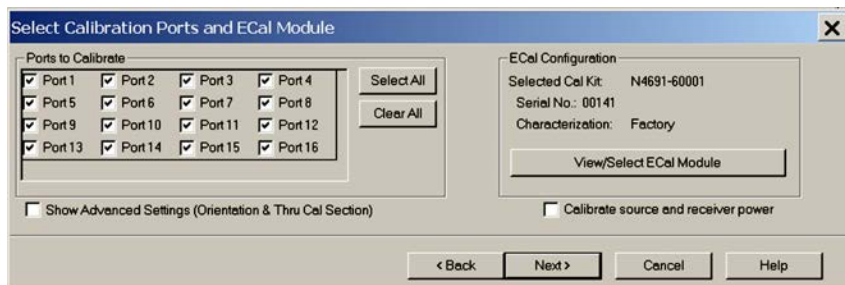 Select Calibration Ports and ECal Module
Ports to Calibrate
Port 1 Port 2 Port 3 Port 4
Port 5 Port 6 Port 7 Port 8
Port 9 Port 10 Port 11 Port 12
Port 13 Port 14 Port 15 Port 16
Select All
Clear All
Show Advanced Settings (Orientation & Thru Cal Section)
ECal Configuration
Selected Cal Kit: N4691-60001
Serial No.: 00141
Characterization: Factory
View/Select ECal Module
Calibrate source and receiver power
< Back Next > Cancel Help